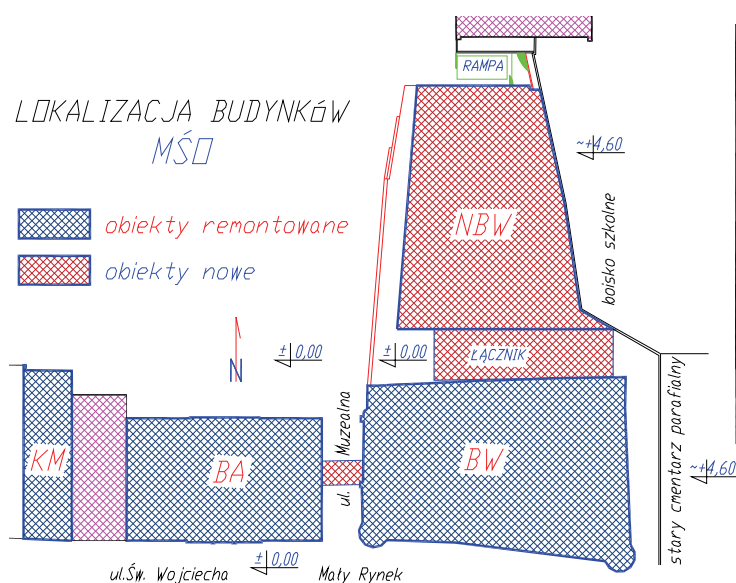 RAMPA
LOKALIZACJA BUDYNKÓW
MŚO
~+4,60
obiekty remontowane
obiekty nowe
NBW
boisko szkolne
N
± 0,00
± 0,00
ŁĄCZNIK
ul. Muzealna
stary cmentarz parafialny
KM
BA
BW
~+4,60
ul.Św. Wojciecha
± 0,00
Mały Rynek